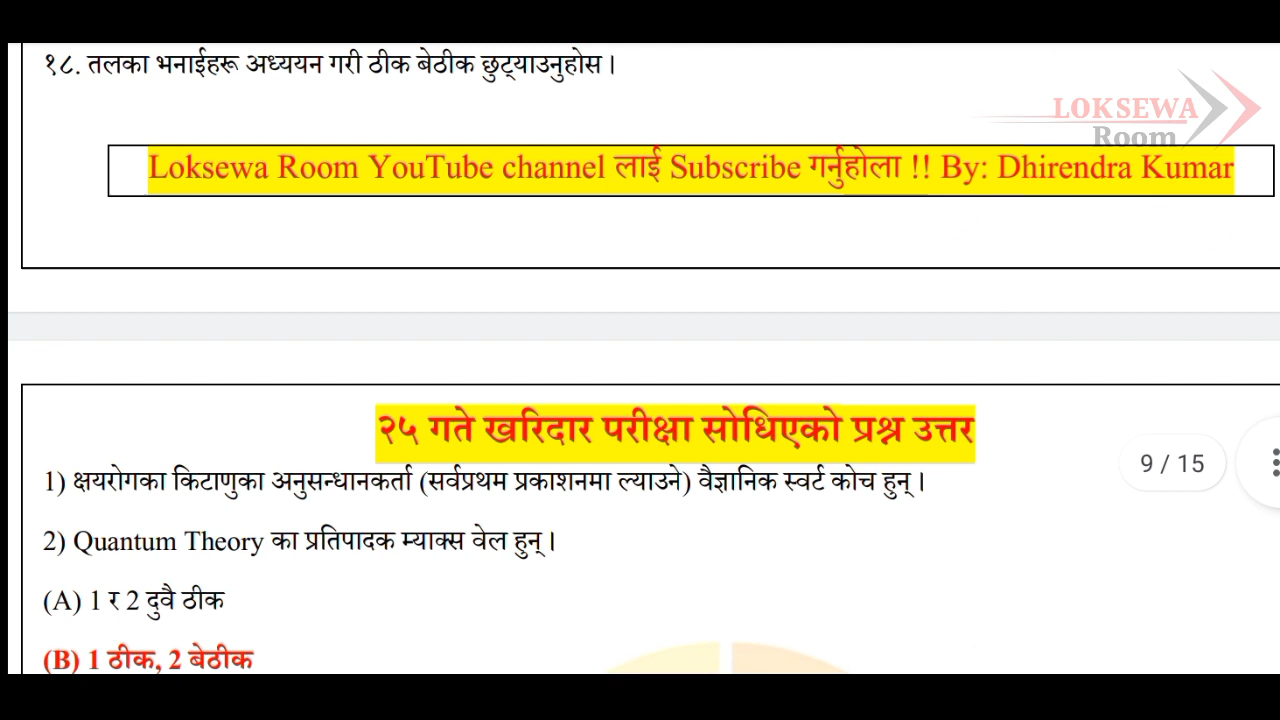 १८. तलका भनाईहरू अध्ययन गरी ठीक बेठीक छुट्याउनुहोस।
LOKSEWA
Room
Loksewa Room YouTube channel लाई Subscribe गर्नुहोला !! By: Dhirendra Kumar
२५ गते खरिदार परीक्षा सोधिएको प्रश्न उत्तर
1) क्षयरोगका किटाणुका अनुसन्धानकर्ता (सर्वप्रथम प्रकाशनमा ल्याउने) वैज्ञानिक स्वर्ट कोच हुन्।
9 / 15
2) Quantum Theory का प्रतिपादक म्याक्स वेल हुन्।
(A) 1 र 2 दुवै ठीक
(B) 1 ठीक, 2 बेठीक